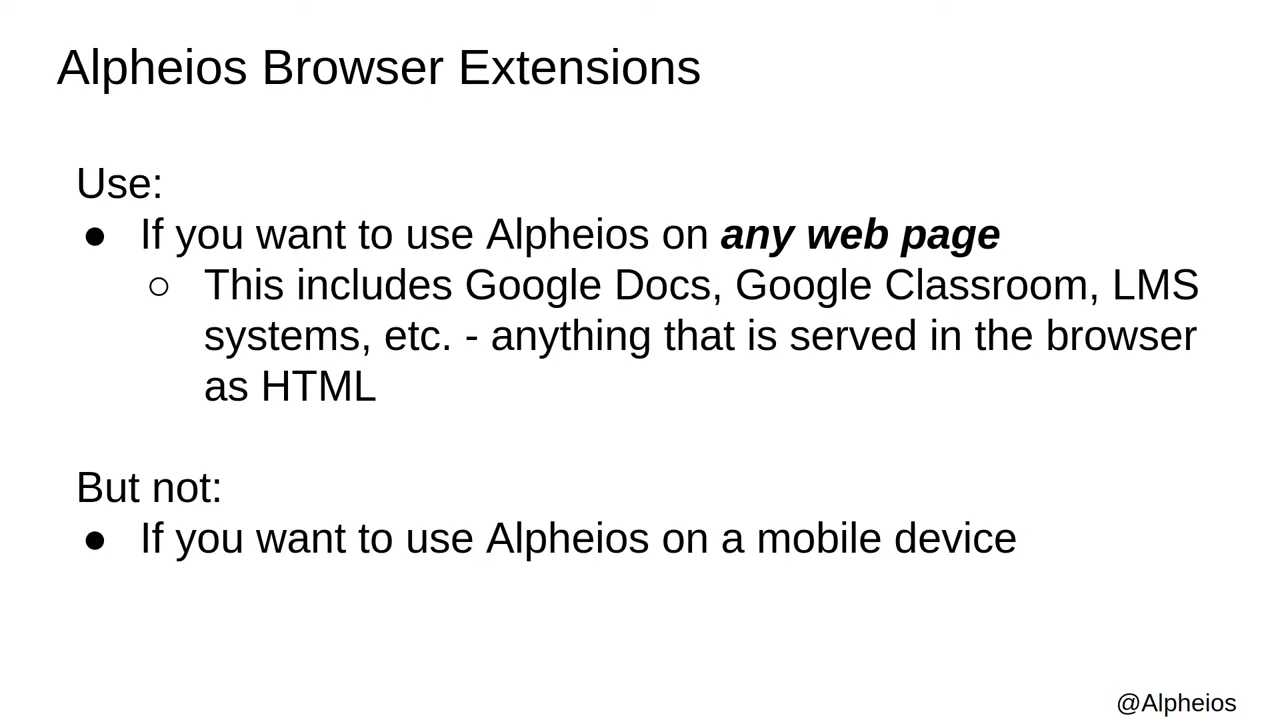 Alpheios Browser Extensions
Use:
● If you want to use Alpheios on any web page
○ This includes Google Docs, Google Classroom, LMS
systems, etc. - anything that is served in the browser
as HTML
But not:
● If you want to use Alpheios on a mobile device
@Alpheios